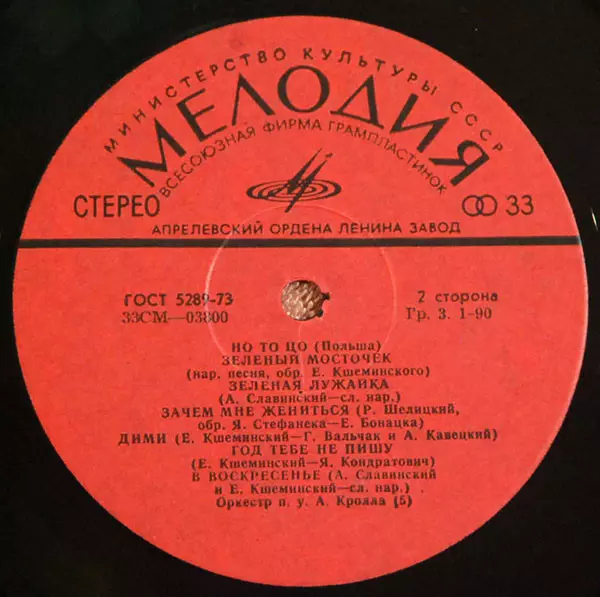 МИНИСТЕРСТВО КУЛЬТУРЫ СССР
МЕЛОДИЯ
ВСЕСОЮЗНАЯ ФИРМА ГРАМПЛАСТИНОК
СТЕРЕО
33
АПРЕЛЕВСКИЙ ОРДЕНА ЛЕНИНА ЗАВОД
ГОСТ 5289-73
2 сторона
33СМ—03800
Гр. 3. 1-90
НО ТО ЦО (Польша)
ЗЕЛЕНЫЙ МОСТОЧЕК
(нар. песня, обр. Е. Кшеминского)
ЗЕЛЕНАЯ ЛУЖАЙКА
(А. Славинский—сл. нар.)
ЗАЧЕМ МНЕ ЖЕНИТЬСЯ (Р. Шелицкий,
обр. Я. Стефанека—Е. Бонацка)
ДИМИ (Е. Кшеминский—Г. Вальчак и А. Кавецкий)
ГОД ТЕБЕ НЕ ПИШУ
(Е. Кшеминский—Я. Кондратович)
В ВОСКРЕСЕНЬЕ (А. Славинский
и Е. Кшеминский—сл. нар.)
Оркестр п. у. А. Кролла (5)